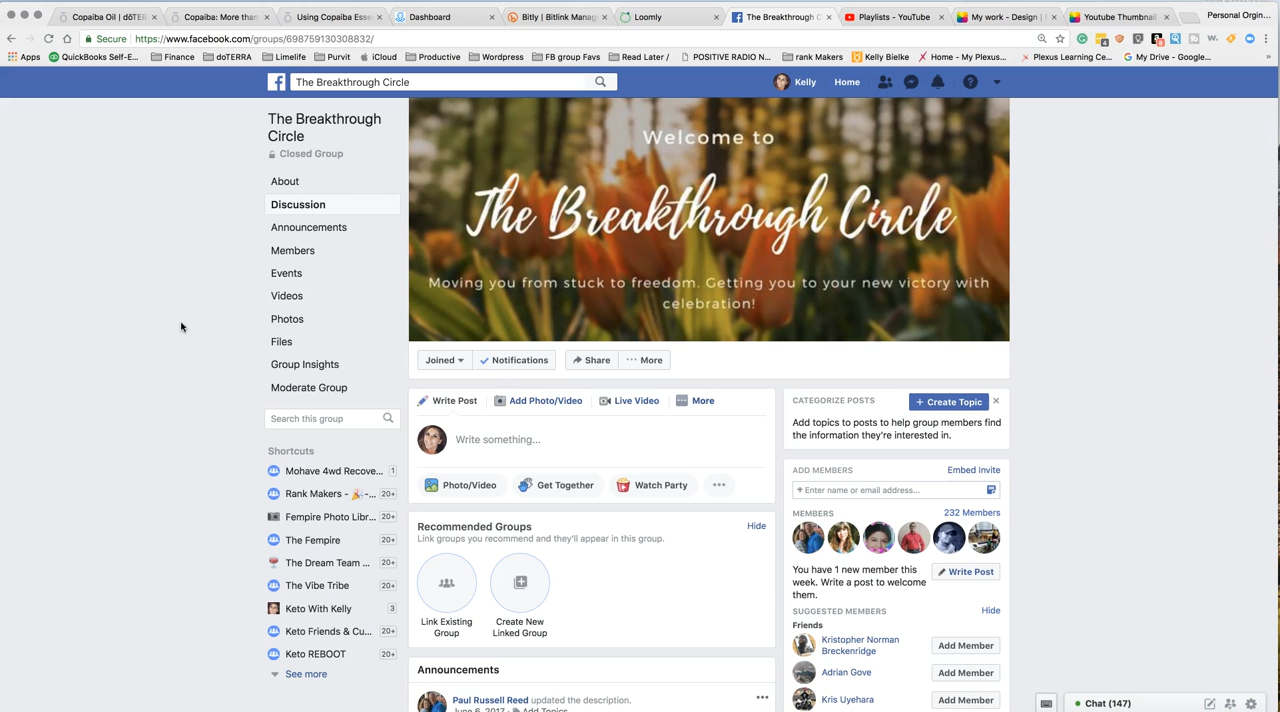 Copaiba Oil | dōTER
Copaiba: More than
Using Copaiba Esse
Dashboard
Bitly | Bitlink Manag
Loomly
The Breakthrough C
Playlists - YouTube
My work - Design |
Youtube Thumbnail
Personal Orgin...
Secure
https://www.facebook.com/groups/698759130308832/
Apps
QuickBooks Self-E...
Finance
doTERRA
Limelife
Purvit
iCloud
Productive
Wordpress
FB group Favs
Read Later /
POSITIVE RADIO N...
rank Makers
Kelly Bielke
Home - My Plexus...
Plexus Learning Ce...
My Drive - Google...
»
The Breakthrough Circle
Kelly
Home
The Breakthrough
Circle
Closed Group
About
Discussion
Announcements
Members
Events
Videos
Photos
Files
Group Insights
Moderate Group
Search this group
Shortcuts
Mohave 4wd Recove... 1
Rank Makers - 🎉-... 20+
Fempire Photo Libr... 20+
The Fempire 20+
The Dream Team ... 20+
The Vibe Tribe 20+
Keto With Kelly 3
Keto Friends & Cu... 20+
Keto REBOOT 20+
See more
Welcome to
The Breakthrough Circle
Moving you from stuck to freedom. Getting you to your new victory with
celebration!
Joined
Notifications
Share
More
Write Post
Add Photo/Video
Live Video
More
Write something...
Photo/Video
Get Together
Watch Party
Recommended Groups
Hide
Link groups you recommend and they'll appear in this group.
Link Existing
Group
Create New
Linked Group
Announcements
Paul Russell Reed updated the description.
June 6, 2017 · Add Topics
CATEGORIZE POSTS
+ Create Topic
Add topics to posts to help group members find
the information they're interested in.
ADD MEMBERS
Embed Invite
+ Enter name or email address...
MEMBERS
232 Members
You have 1 new member this
week. Write a post to welcome
them.
Write Post
SUGGESTED MEMBERS
Hide
Friends
Kristopher Norman
Breckenridge
Add Member
Adrian Gove
Add Member
Kris Uyehara
Add Member
Chat (147)